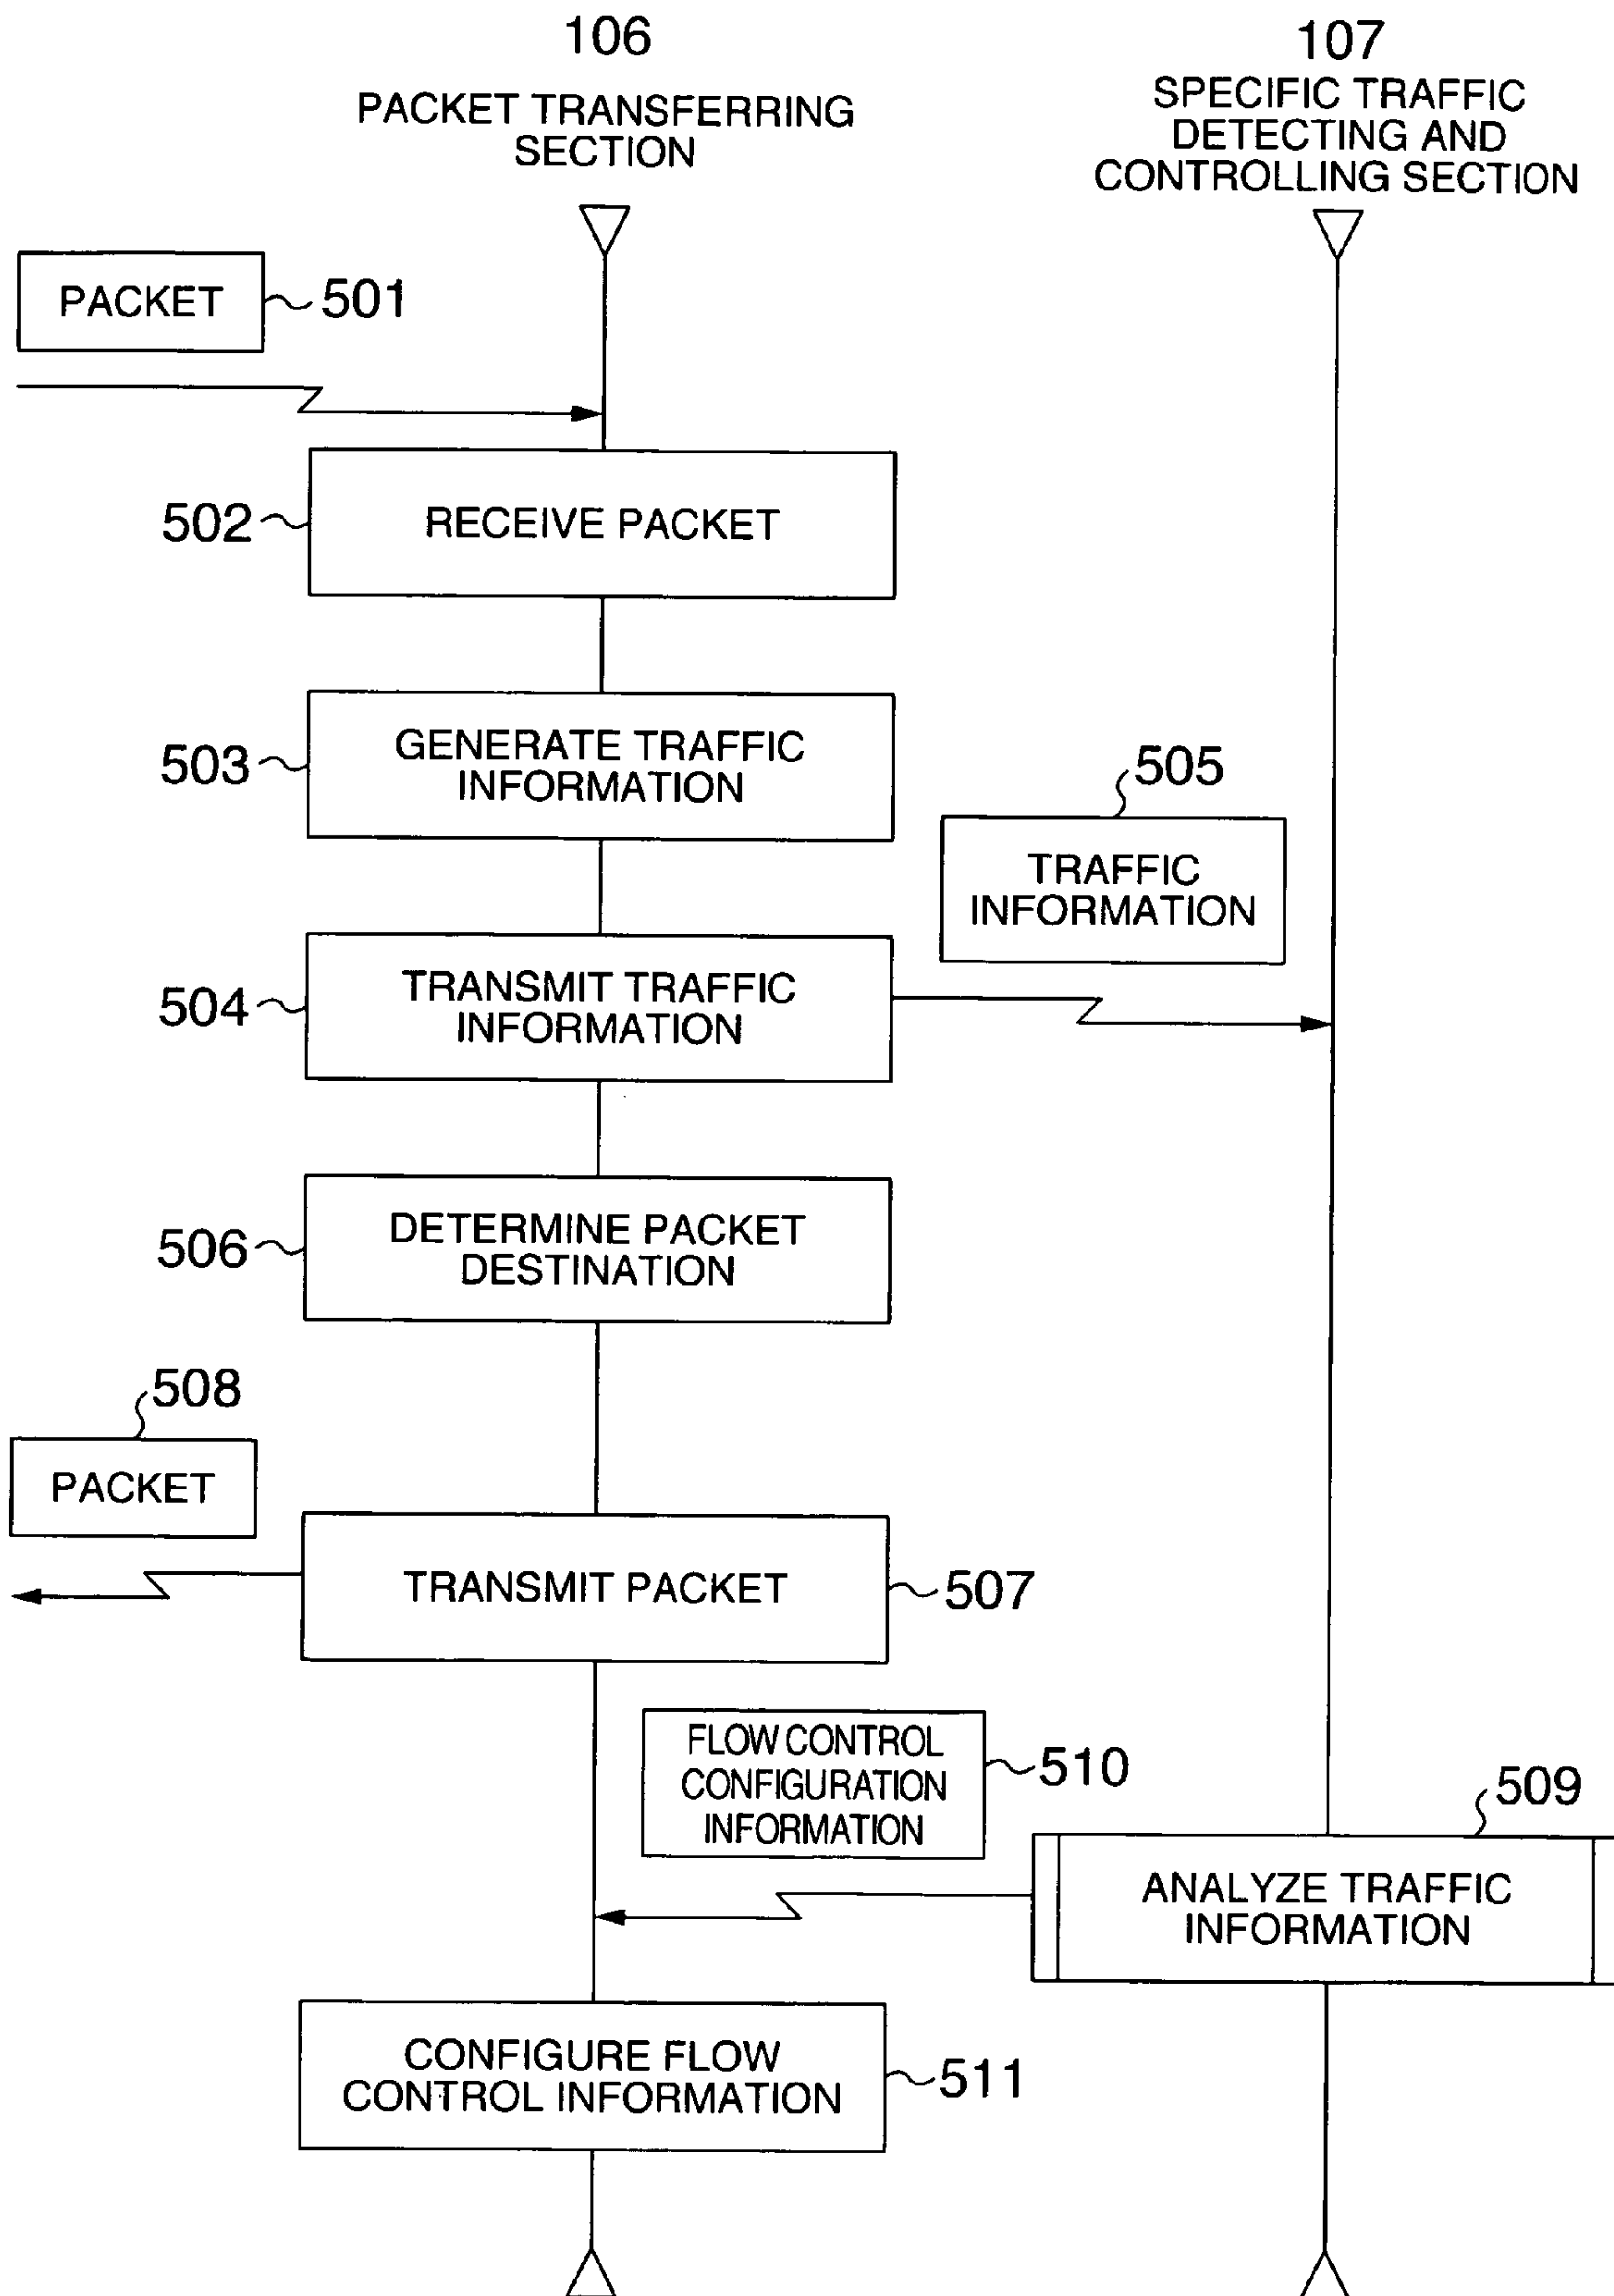 106
PACKET TRANSFERRING
SECTION
107
SPECIFIC TRAFFIC
DETECTING AND
CONTROLLING SECTION
PACKET
501
502
RECEIVE PACKET
503
GENERATE TRAFFIC
INFORMATION
505
TRAFFIC
INFORMATION
504
TRANSMIT TRAFFIC
INFORMATION
506
DETERMINE PACKET
DESTINATION
508
PACKET
TRANSMIT PACKET
507
FLOW CONTROL
CONFIGURATION
INFORMATION
510
509
ANALYZE TRAFFIC
INFORMATION
CONFIGURE FLOW
CONTROL INFORMATION
511